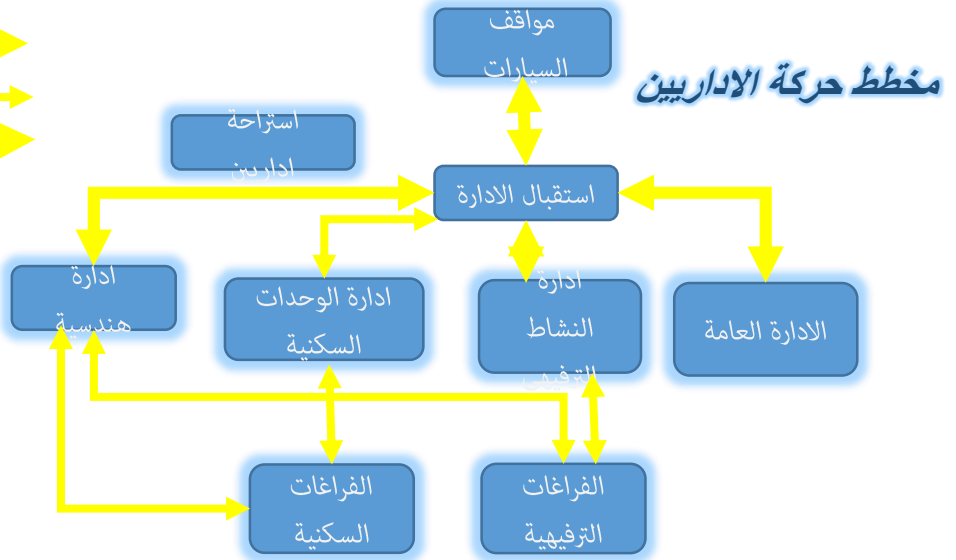 مواقف
السيارات
مخطط حركة الاداريين
استراحة
اداريين
استقبال الادارة
ادارة
هندسية
ادارة الوحدات
السكنية
ادارة
النشاط
الترفيهي
الادارة العامة
الفراغات
السكنية
الفراغات
الترفيهية